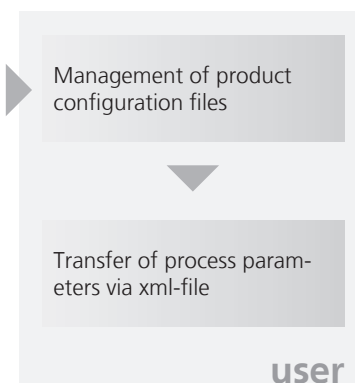 Management of product
configuration files
Transfer of process param-
eters via xml-file
user